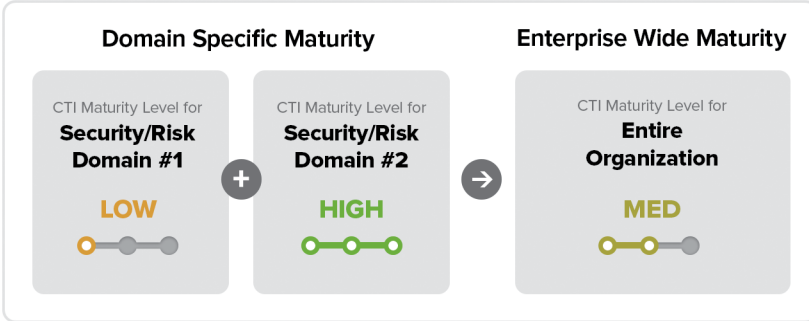 Domain Specific Maturity
Enterprise Wide Maturity
CTI Maturity Level for
Security/Risk
Domain #1
LOW
+
CTI Maturity Level for
Security/Risk
Domain #2
HIGH
→
CTI Maturity Level for
Entire
Organization
MED